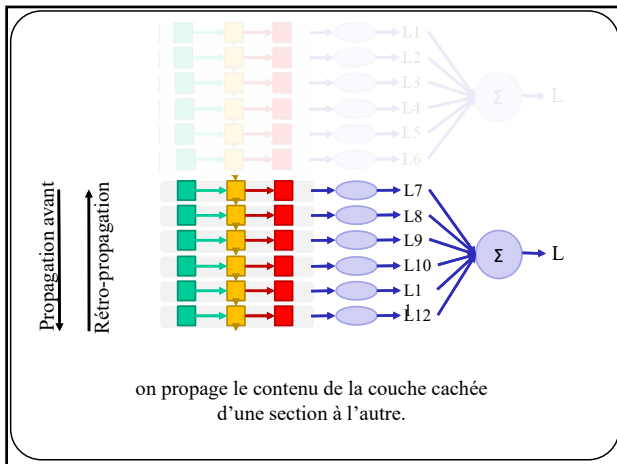 L1
L2
L3
L4
L5
L6
Σ
L
Propagation avant
Rétro-propagation
L7
L8
L9
L10
L11
L12
Σ
L
on propage le contenu de la couche cachée
d’une section à l’autre.